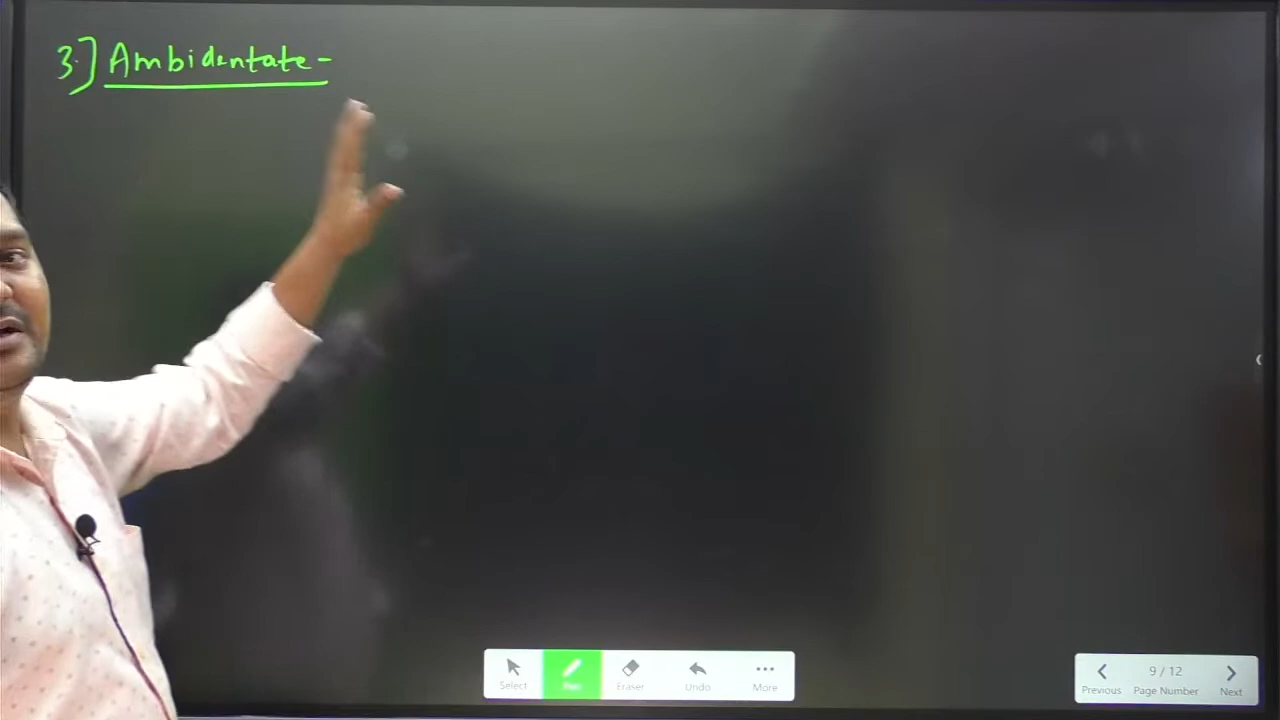 3.] Ambidentate-
Select
Pen
Eraser
Undo
More
9 / 12
Previous
Page Number
Next